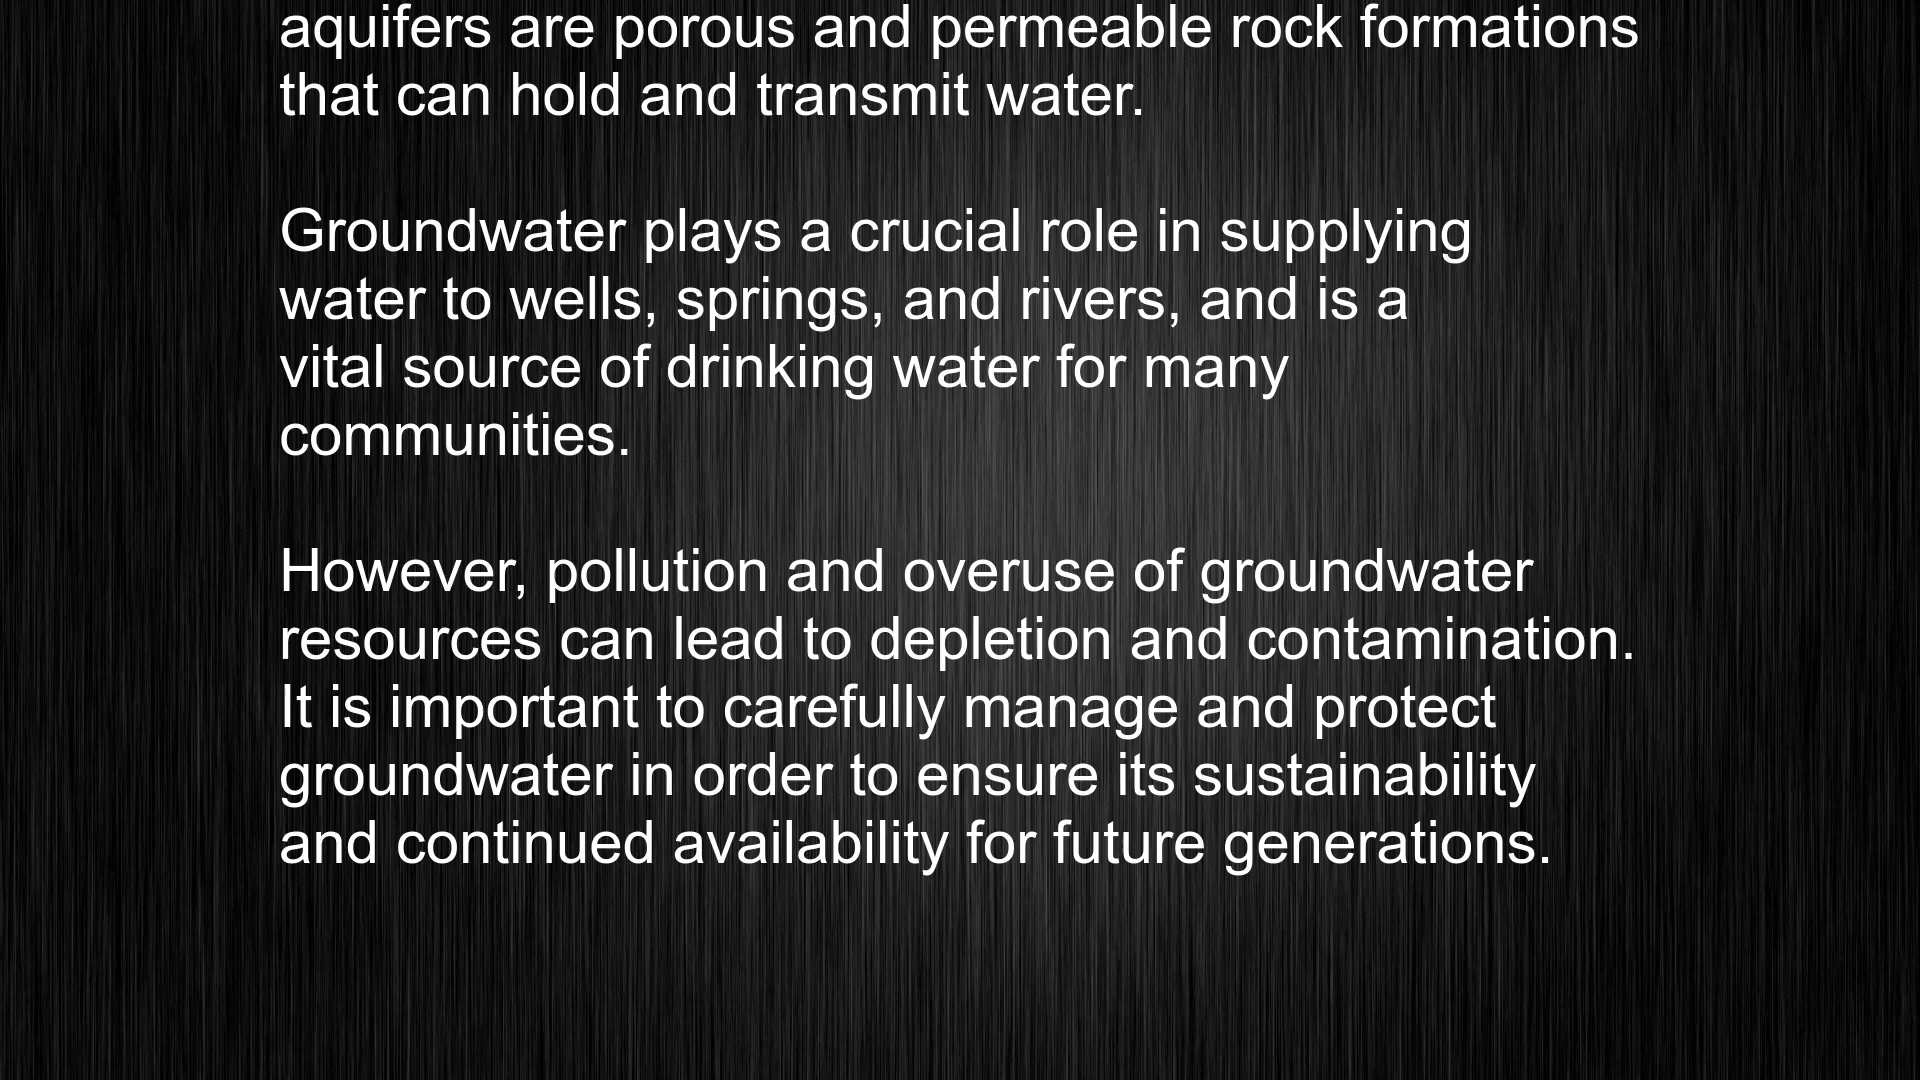 aquifers are porous and permeable rock formations
that can hold and transmit water.
Groundwater plays a crucial role in supplying
water to wells, springs, and rivers, and is a
vital source of drinking water for many
communities.
However, pollution and overuse of groundwater
resources can lead to depletion and contamination.
It is important to carefully manage and protect
groundwater in order to ensure its sustainability
and continued availability for future generations.